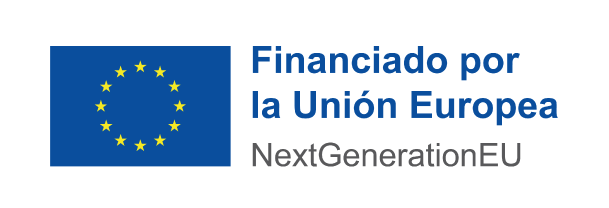 Financiado por
la Unión Europea
NextGenerationEU